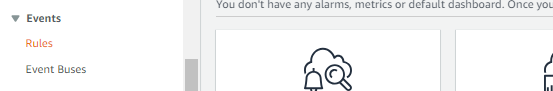 You don't have any alarms, metrics or default dashboard. Once you
Events
Rules
Event Buses